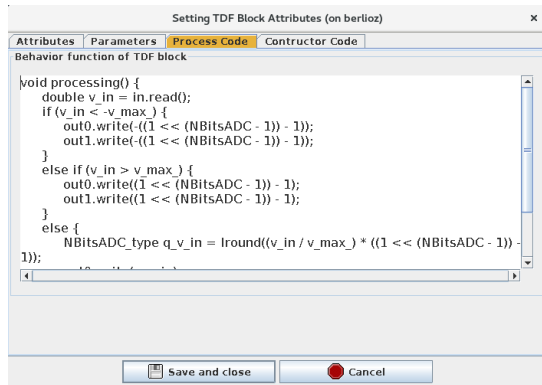 Setting TDF Block Attributes (on berlioz)
Attributes Parameters Process Code Contructor Code
Behavior function of TDF block
void processing() {
double v_in = in.read();
if (v_in < -v_max_) {
out0.write(-((1 << (NBitsADC - 1)) - 1));
out1.write(-((1 << (NBitsADC - 1)) - 1));
}
else if (v_in > v_max_) {
out0.write((1 << (NBitsADC - 1)) - 1);
out1.write((1 << (NBitsADC - 1)) - 1);
}
else {
NBitsADC_type q_v_in = lround((v_in / v_max_) * ((1 << (NBitsADC - 1)) -
1));
Save and close Cancel